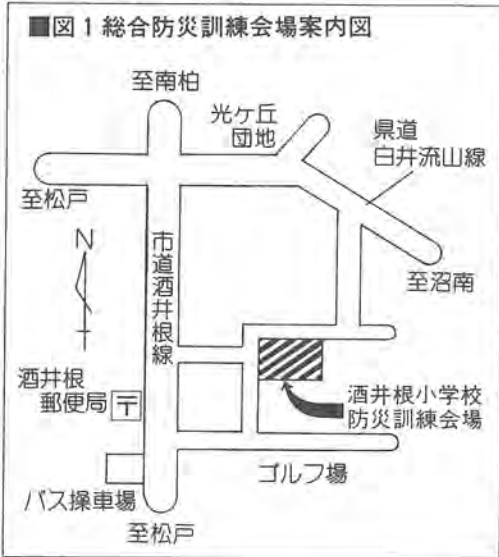 ■図1総合防災訓練会場案内図
至南柏
光ケ丘
団地
県道
白井流山線
至松戸
N
市道酒井根線
至沼南
酒井根
郵便局
〒
酒井根小学校
防災訓練会場
ゴルフ場
バス操車場
至松戸